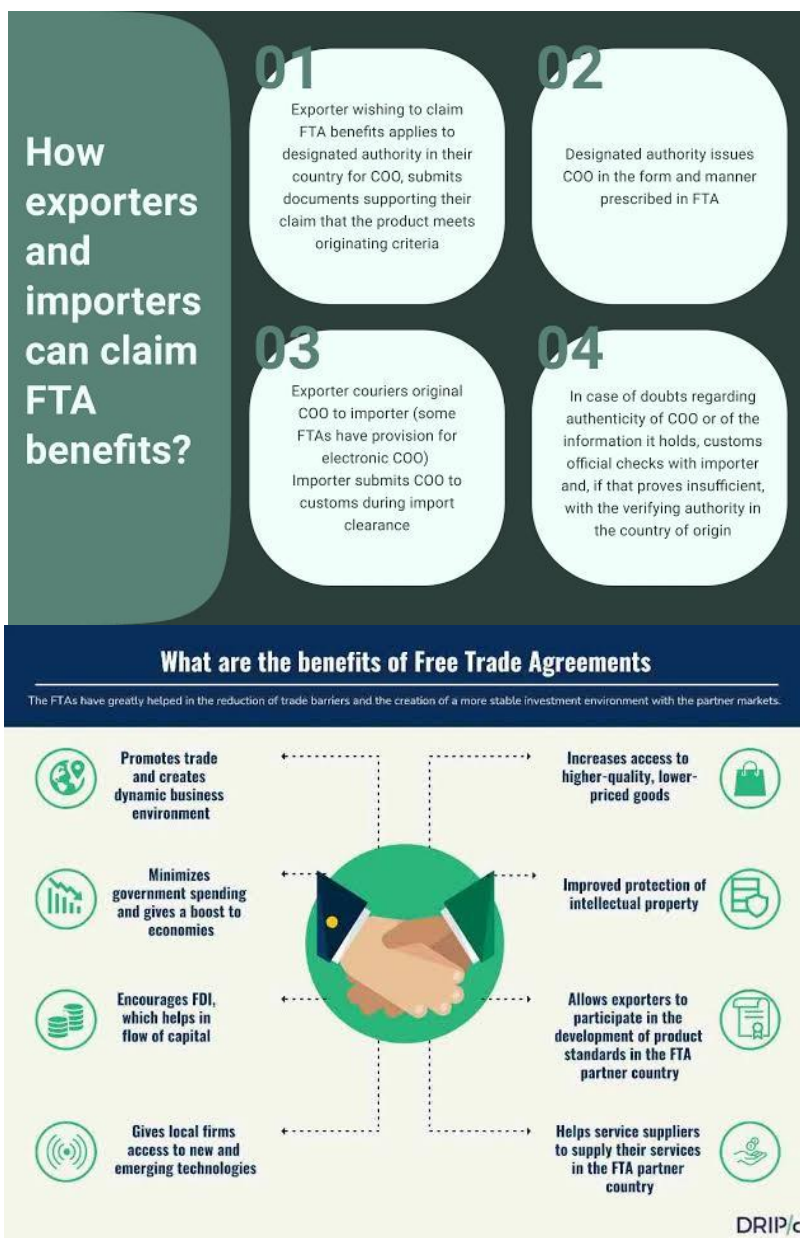 How
exporters
and
importers
can claim
FTA
benefits?
01
Exporter wishing to claim
FTA benefits applies to
designated authority in their
country for COO, submits
documents supporting their
claim that the product meets
originating criteria
02
Designated authority issues
COO in the form and manner
prescribed in FTA
03
Exporter couriers original
COO to importer (some
FTAs have provision for
electronic COO)
Importer submits COO to
customs during import
clearance
04
In case of doubts regarding
authenticity of COO or of the
information it holds, customs
official checks with importer
and, if that proves insufficient,
with the verifying authority in
the country of origin
What are the benefits of Free Trade Agreements
The FTAs have greatly helped in the reduction of trade barriers and the creation of a more stable investment environment with the partner markets.
Promotes trade
and creates
dynamic business
environment
Minimizes
government spending
and gives a boost to
economies
Encourages FDI,
which helps in
flow of capital
Gives local firms
access to new and
emerging technologies
Increases access to
higher-quality, lower-
priced goods
Improved protection of
intellectual property
Allows exporters to
participate in the
development of product
standards in the FTA
partner country
Helps service suppliers
to supply their services
in the FTA partner
country
DRIP/c